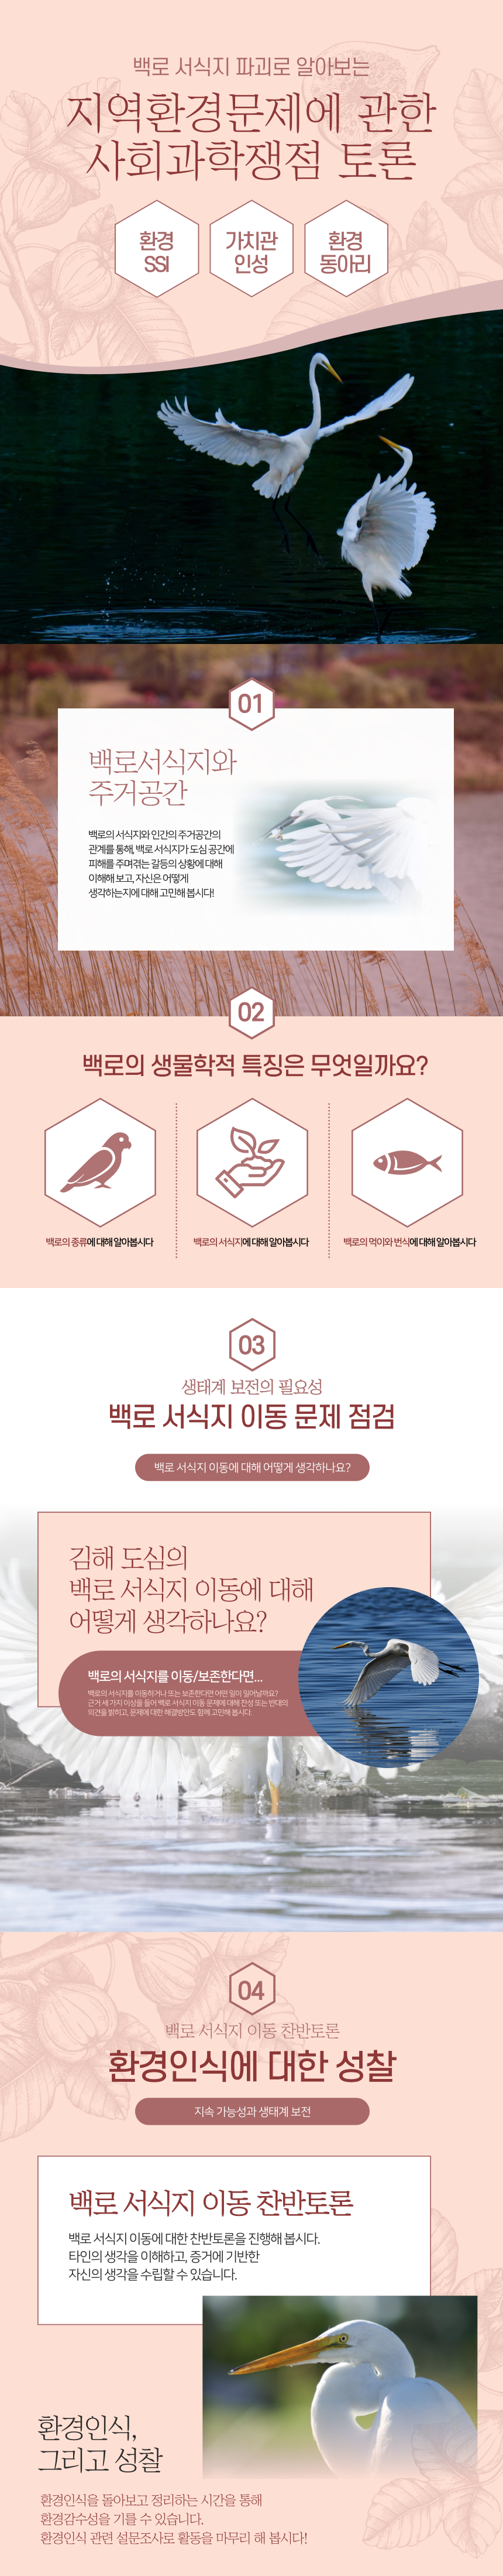 백로 서식지 파괴로 알아보는
지역환경문제에 관한
사회과학쟁점 토론
환경
SSI
가치관
인성
환경
동아리
01
백로서식지와
주거공간
백로의 서식지와 인간의 주거공간의
관계를 통해, 백로 서식지가 도심 공간에
피해를 주며겪는 갈등의 상황에 대해
이해해 보고, 자신은 어떻게
생각하는지에 대해 고민해 봅시다!
02
백로의 생물학적 특징은 무엇일까요?
백로의 종류에 대해 알아봅시다
백로의 서식지에 대해 알아봅시다
백로의 먹이와 번식에 대해 알아봅시다
03
생태계 보전의 필요성
백로 서식지 이동 문제 점검
백로 서식지 이동에 대해 어떻게 생각하나요?
김해 도심의
백로 서식지 이동에 대해
어떻게 생각하나요?
백로의 서식지를 이동/보존한다면...
백로의 서식지를 이동하거나 또는 보존한다면 어떤 일이 일어날까요?
근거 세 가지 이상을 들어 백로 서식지 이동 문제에 대해 찬성 또는 반대의
의견을 밝히고, 문제에 대한 해결방안도 함께 고민해 봅시다.
04
백로 서식지 이동 찬반토론
환경인식에 대한 성찰
지속 가능성과 생태계 보전
백로 서식지 이동 찬반토론
백로 서식지 이동에 대한 찬반토론을 진행해 봅시다.
타인의 생각을 이해하고, 증거에 기반한
자신의 생각을 수립할 수 있습니다.
환경인식,
그리고 성찰
환경인식을 돌아보고 정리하는 시간을 통해
환경감수성을 기를 수 있습니다.
환경인식 관련 설문조사로 활동을 마무리 해 봅시다!